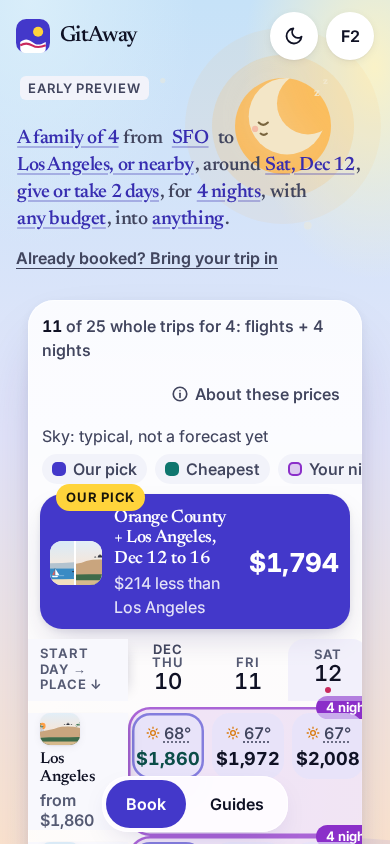 GitAway
F2
EARLY PREVIEW
A family of 4 from SFO to
Los Angeles, or nearby, around Sat, Dec 12,
give or take 2 days, for 4 nights, with
any budget, into anything.
Already booked? Bring your trip in
11 of 25 whole trips for 4: flights + 4
nights
About these prices
Sky: typical, not a forecast yet
Our pick
Cheapest
Your ni
OUR PICK
Orange County
+ Los Angeles,
Dec 12 to 16
$1,794
$214 less than
Los Angeles
START
DAY →
PLACE ↓
DEC
THU
10
FRI
11
SAT
12
4 nigh
68°
67°
67°
$1,860
$1,972
$2,008
Los
Angeles
from
$1,860
Book
Guides
4 nigh